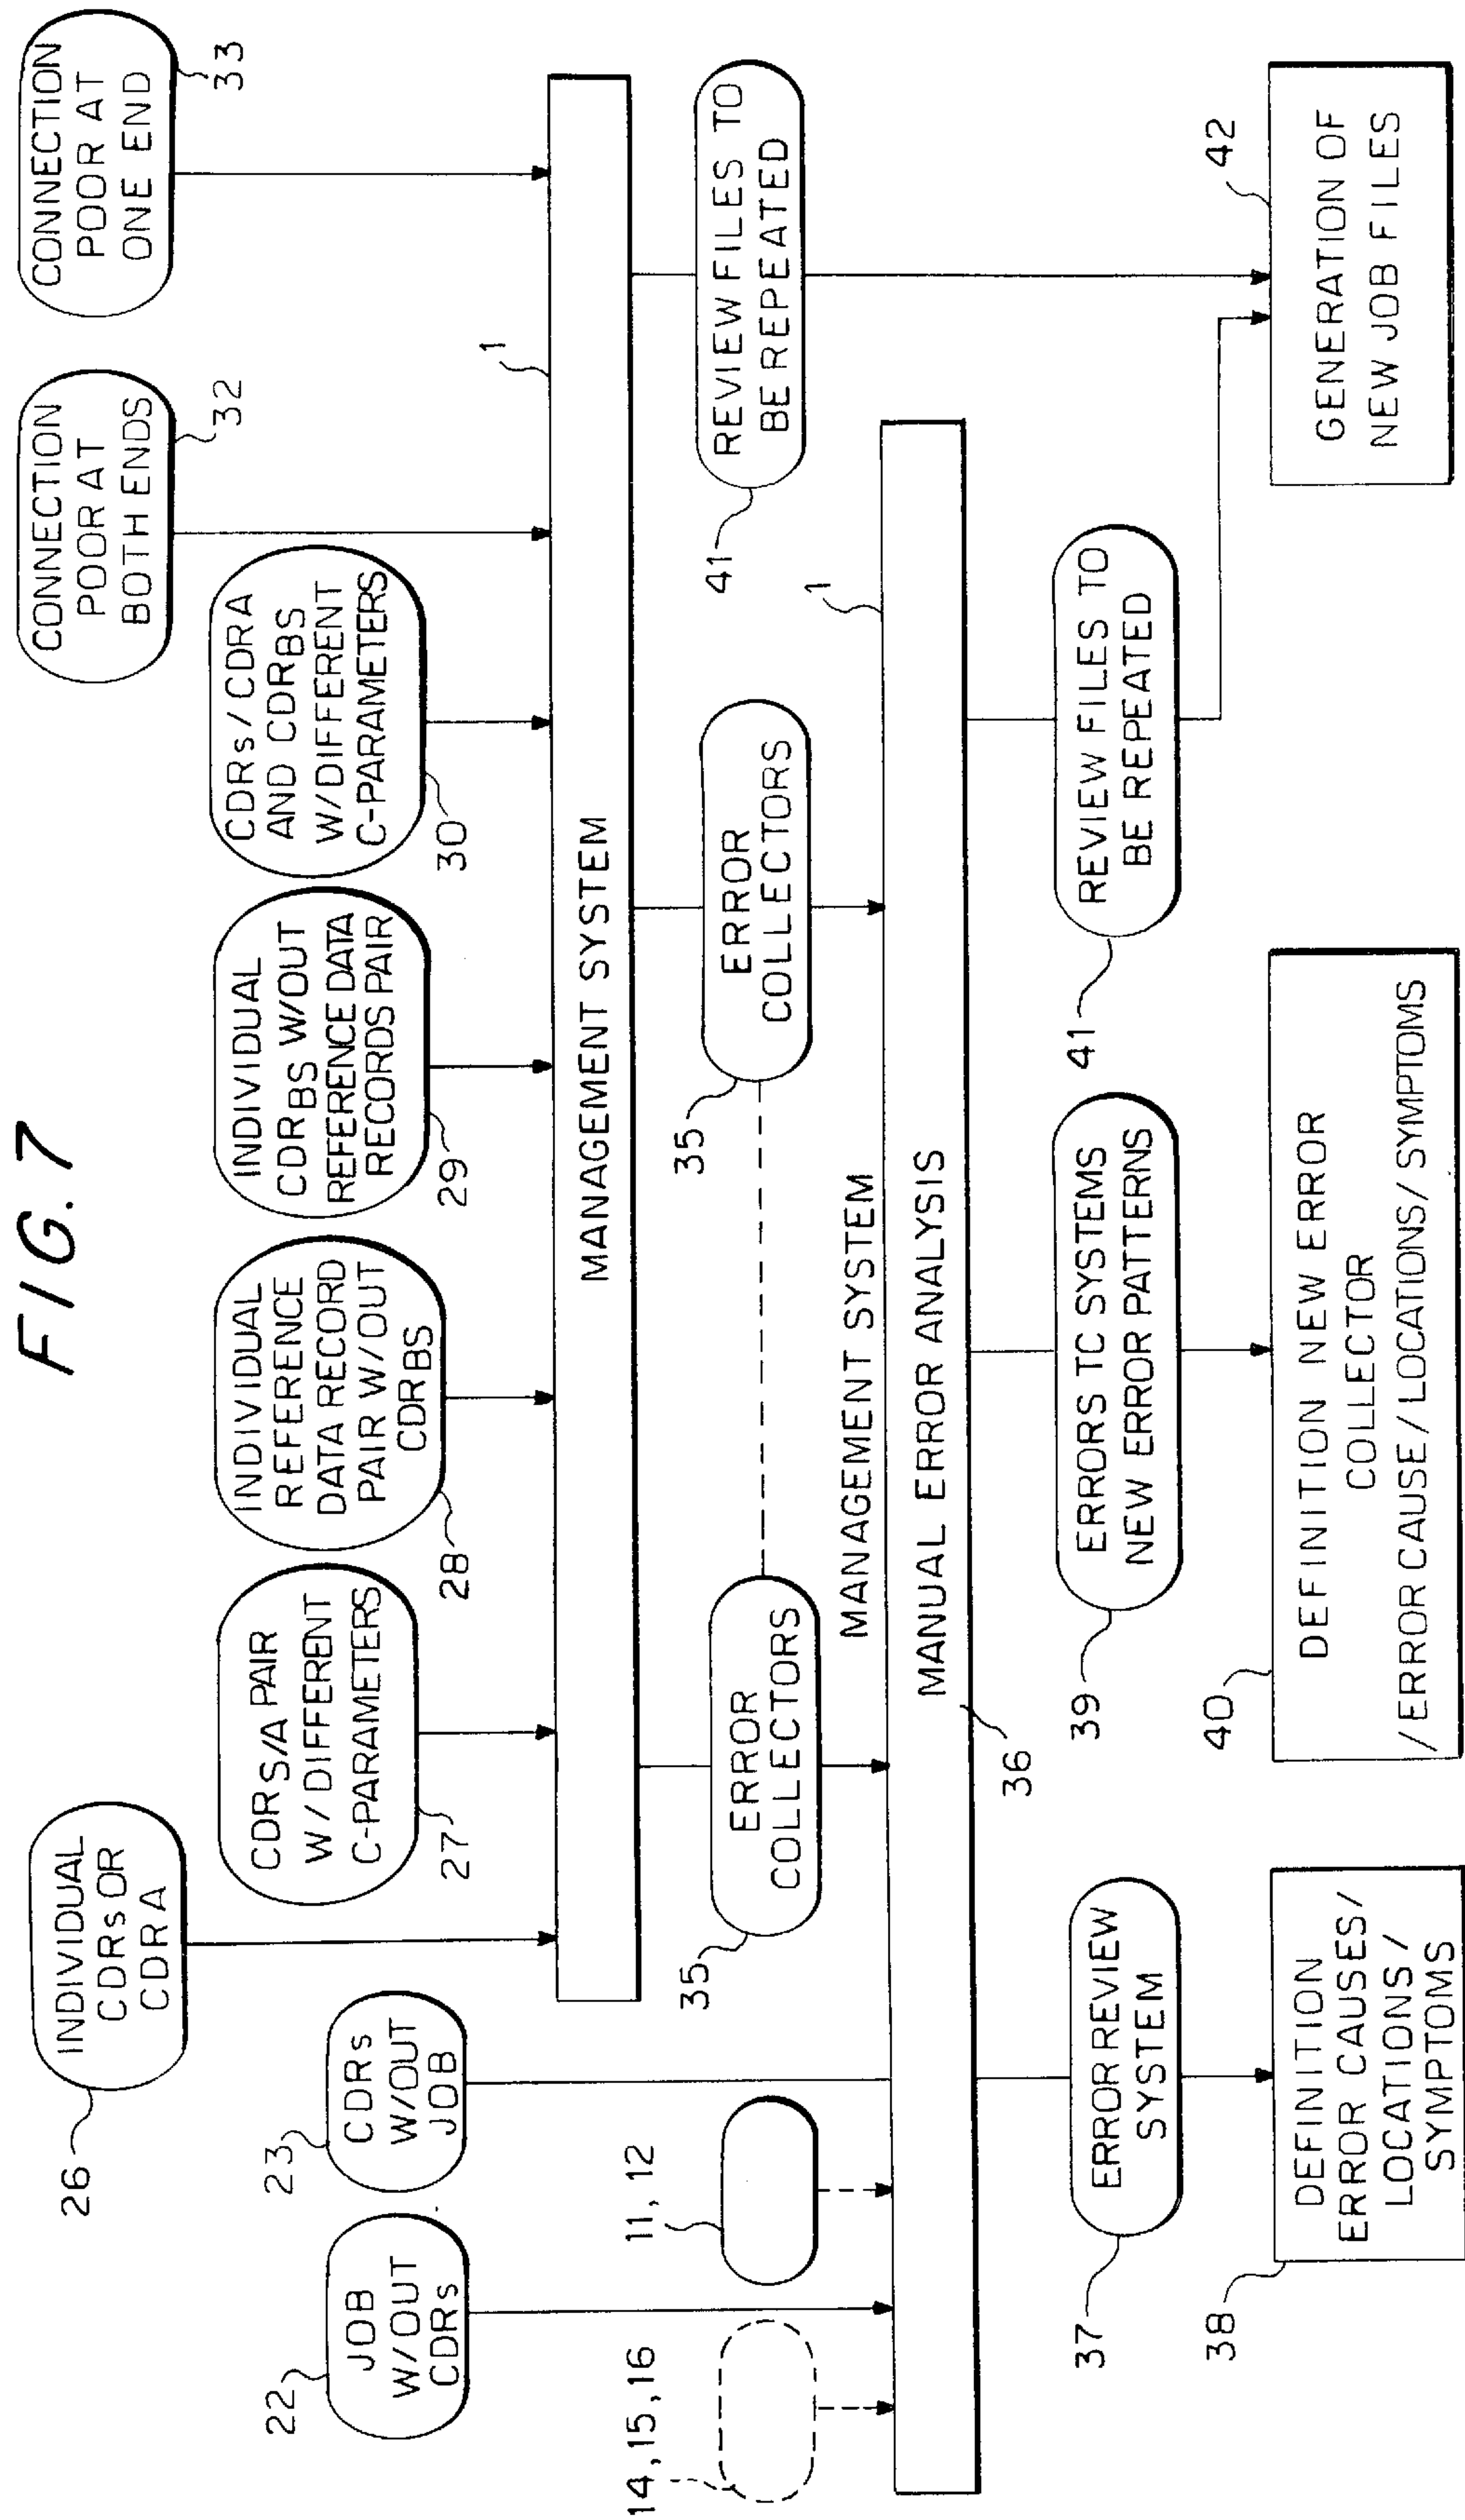 FIG. 7
INDIVIDUAL
CDRs OR
CDRA
26
CONNECTION
POOR AT
BOTH ENDS
32
CONNECTION
POOR AT
ONE END
33
JOB
W/OUT
CDRs
22
CDRs
W/OUT
JOB
23
CDRS/A PAIR
W/DIFFERENT
C-PARAMETERS
27
INDIVIDUAL
REFERENCE
DATA RECORD
PAIR W/OUT
CDRBS
28
INDIVIDUAL
CDRBS W/OUT
REFERENCE DATA
RECORDS PAIR
29
CDRs/CDRA
AND CDRBS
W/DIFFERENT
C-PARAMETERS
30
1
MANAGEMENT SYSTEM
14,15,16
11,12
35
ERROR
COLLECTORS
35
ERROR
COLLECTORS
41
REVIEW FILES TO
BE REPEATED
MANAGEMENT SYSTEM
1
MANUAL ERROR ANALYSIS
36
37
ERROR REVIEW
SYSTEM
39
ERRORS TC SYSTEMS
NEW ERROR PATTERNS
41
REVIEW FILES TO
BE REPEATED
38
DEFINITION
ERROR CAUSES/
LOCATIONS/
SYMPTOMS
40
DEFINITION NEW ERROR
COLLECTOR
/ERROR CAUSE/LOCATIONS/SYMPTOMS
42
GENERATION OF
NEW JOB FILES